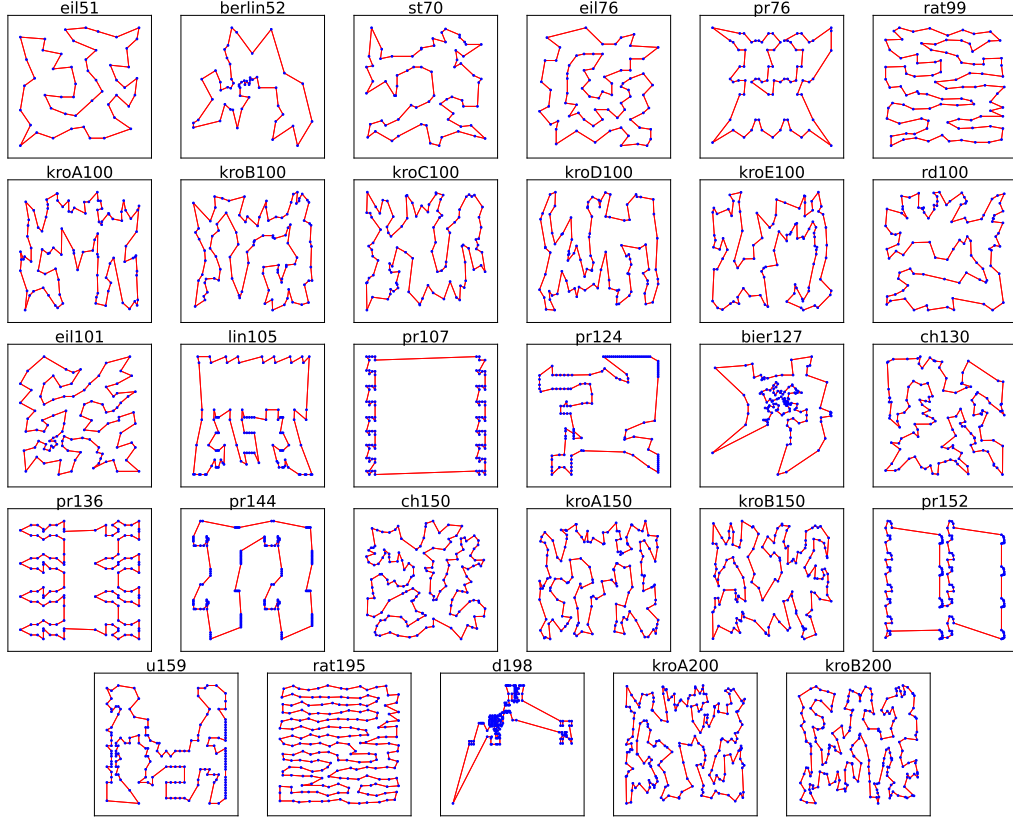 eil51 berlin52 st70 eil76 pr76 rat99
kroA100 kroB100 kroC100 kroD100 kroE100 rd100
eil101 lin105 pr107 pr124 bier127 ch130
pr136 pr144 ch150 kroA150 kroB150 pr152
u159 rat195 d198 kroA200 kroB200